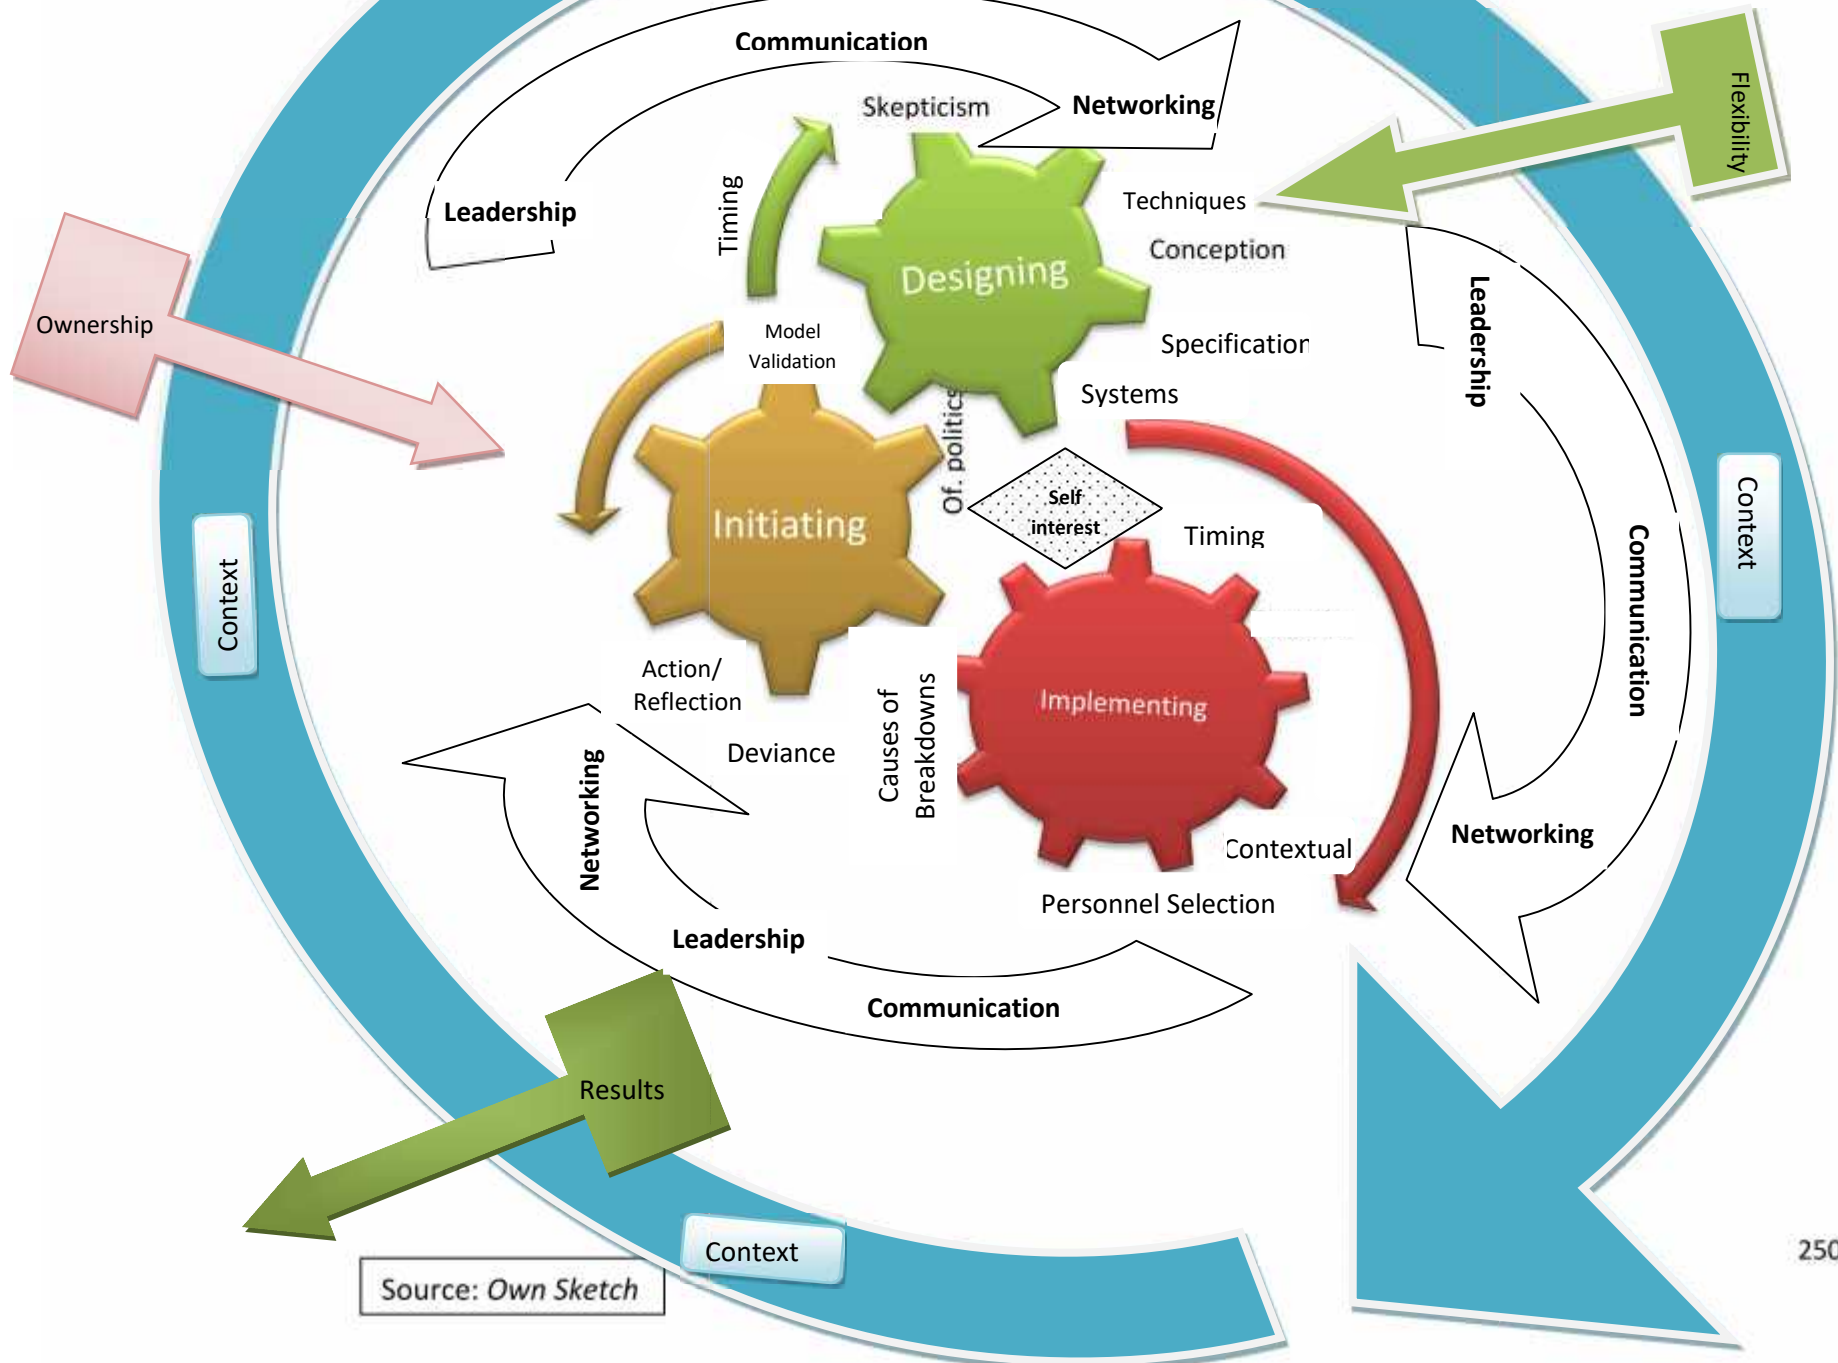 Communication
Networking
Skepticism
Flexibility
Leadership
Timing
Techniques
Conception
Designing
Ownership
Model
Validation
Specification
Leadership
Systems
Of. politics
Self
interest
Timing
Initiating
Context
Context
Communication
Action/
Reflection
Implementing
Deviance
Causes of
Breakdowns
Networking
Networking
Contextual
Personnel Selection
Leadership
Communication
Results
Context
Source: Own Sketch
250